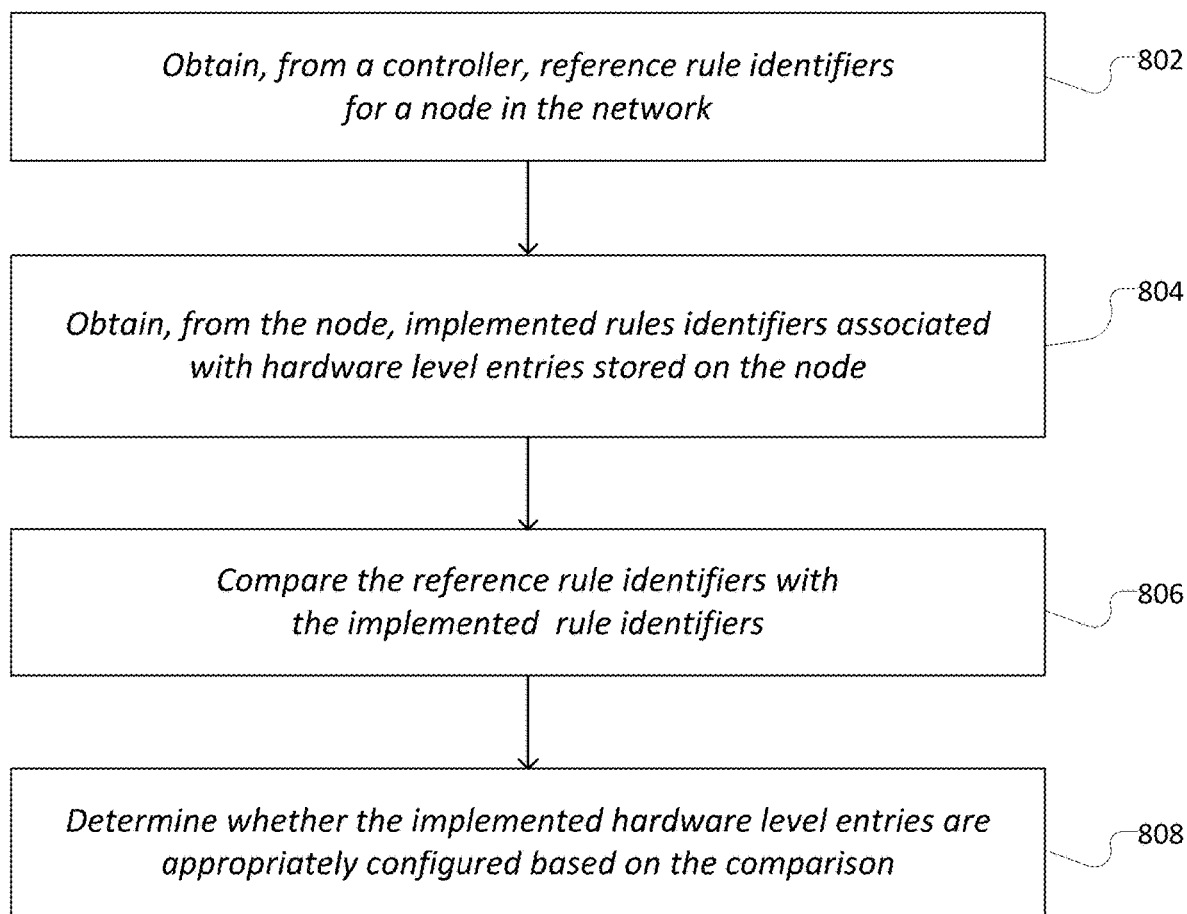 Obtain, from a controller, reference rule identifiers
for a node in the network
802
Obtain, from the node, implemented rules identifiers associated
with hardware level entries stored on the node
804
Compare the reference rule identifiers with
the implemented rule identifiers
806
Determine whether the implemented hardware level entries are
appropriately configured based on the comparison
808